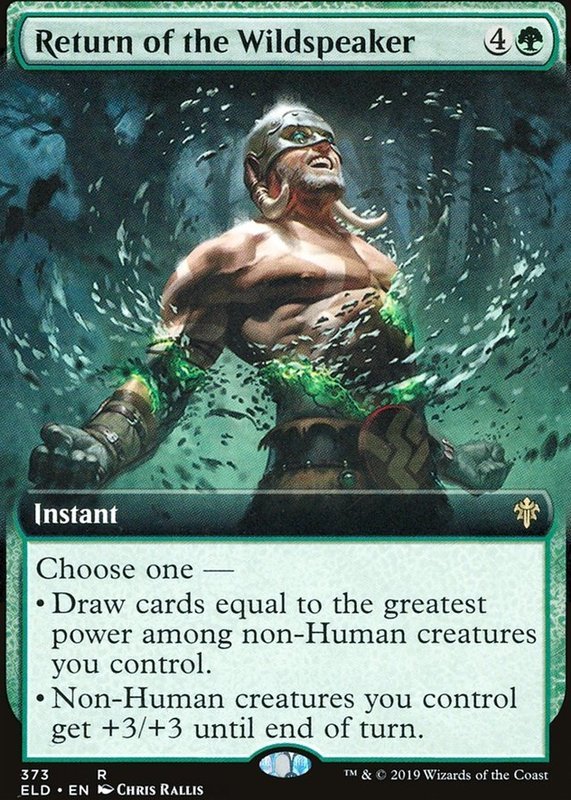 Return of the Wildspeaker 4
Instant
Choose one —
• Draw cards equal to the greatest
power among non-Human creatures
you control.
• Non-Human creatures you control
get +3/+3 until end of turn.
373 R
ELD • EN Chris Rallis
™ & © 2019 Wizards of the Coast